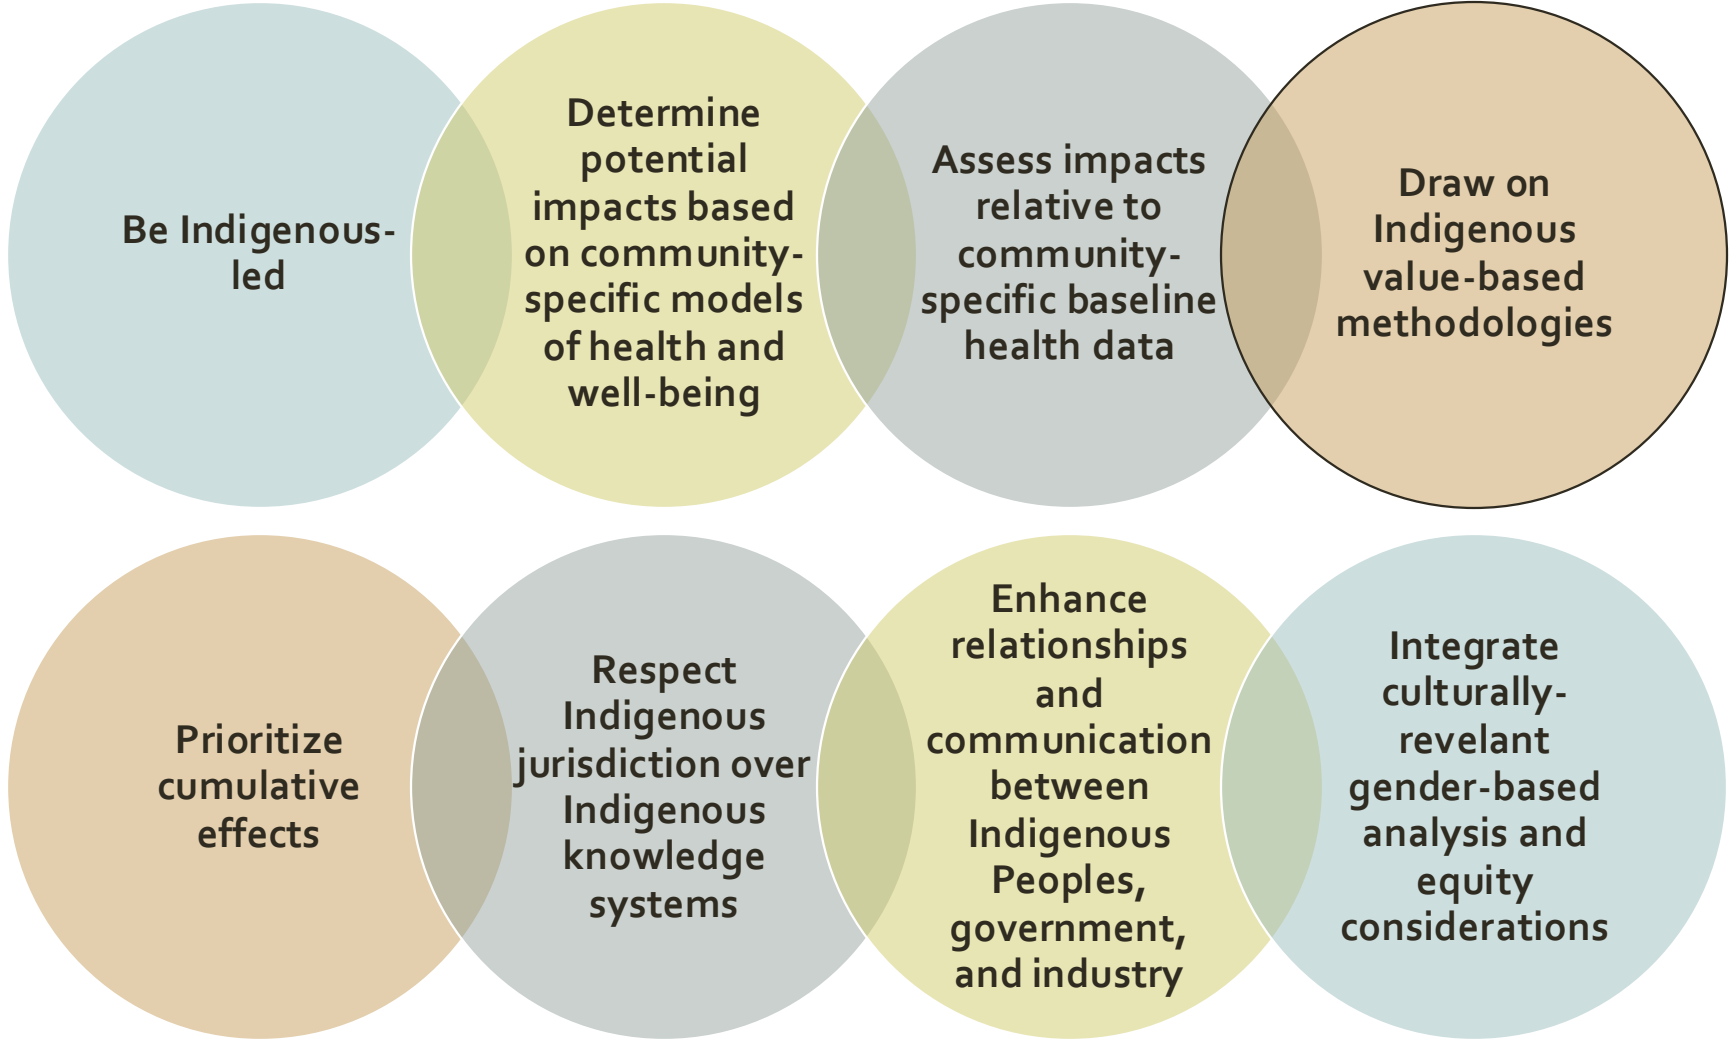 Be Indigenous-
led
Determine
potential
impacts based
on community-
specific models
of health and
well-being
Assess impacts
relative to
community-
specific baseline
health data
Draw on
Indigenous
value-based
methodologies
Prioritize
cumulative
effects
Respect
Indigenous
jurisdiction over
Indigenous
knowledge
systems
Enhance
relationships
and
communication
between
Indigenous
Peoples,
government,
and industry
Integrate
culturally-
revelant
gender-based
analysis and
equity
considerations